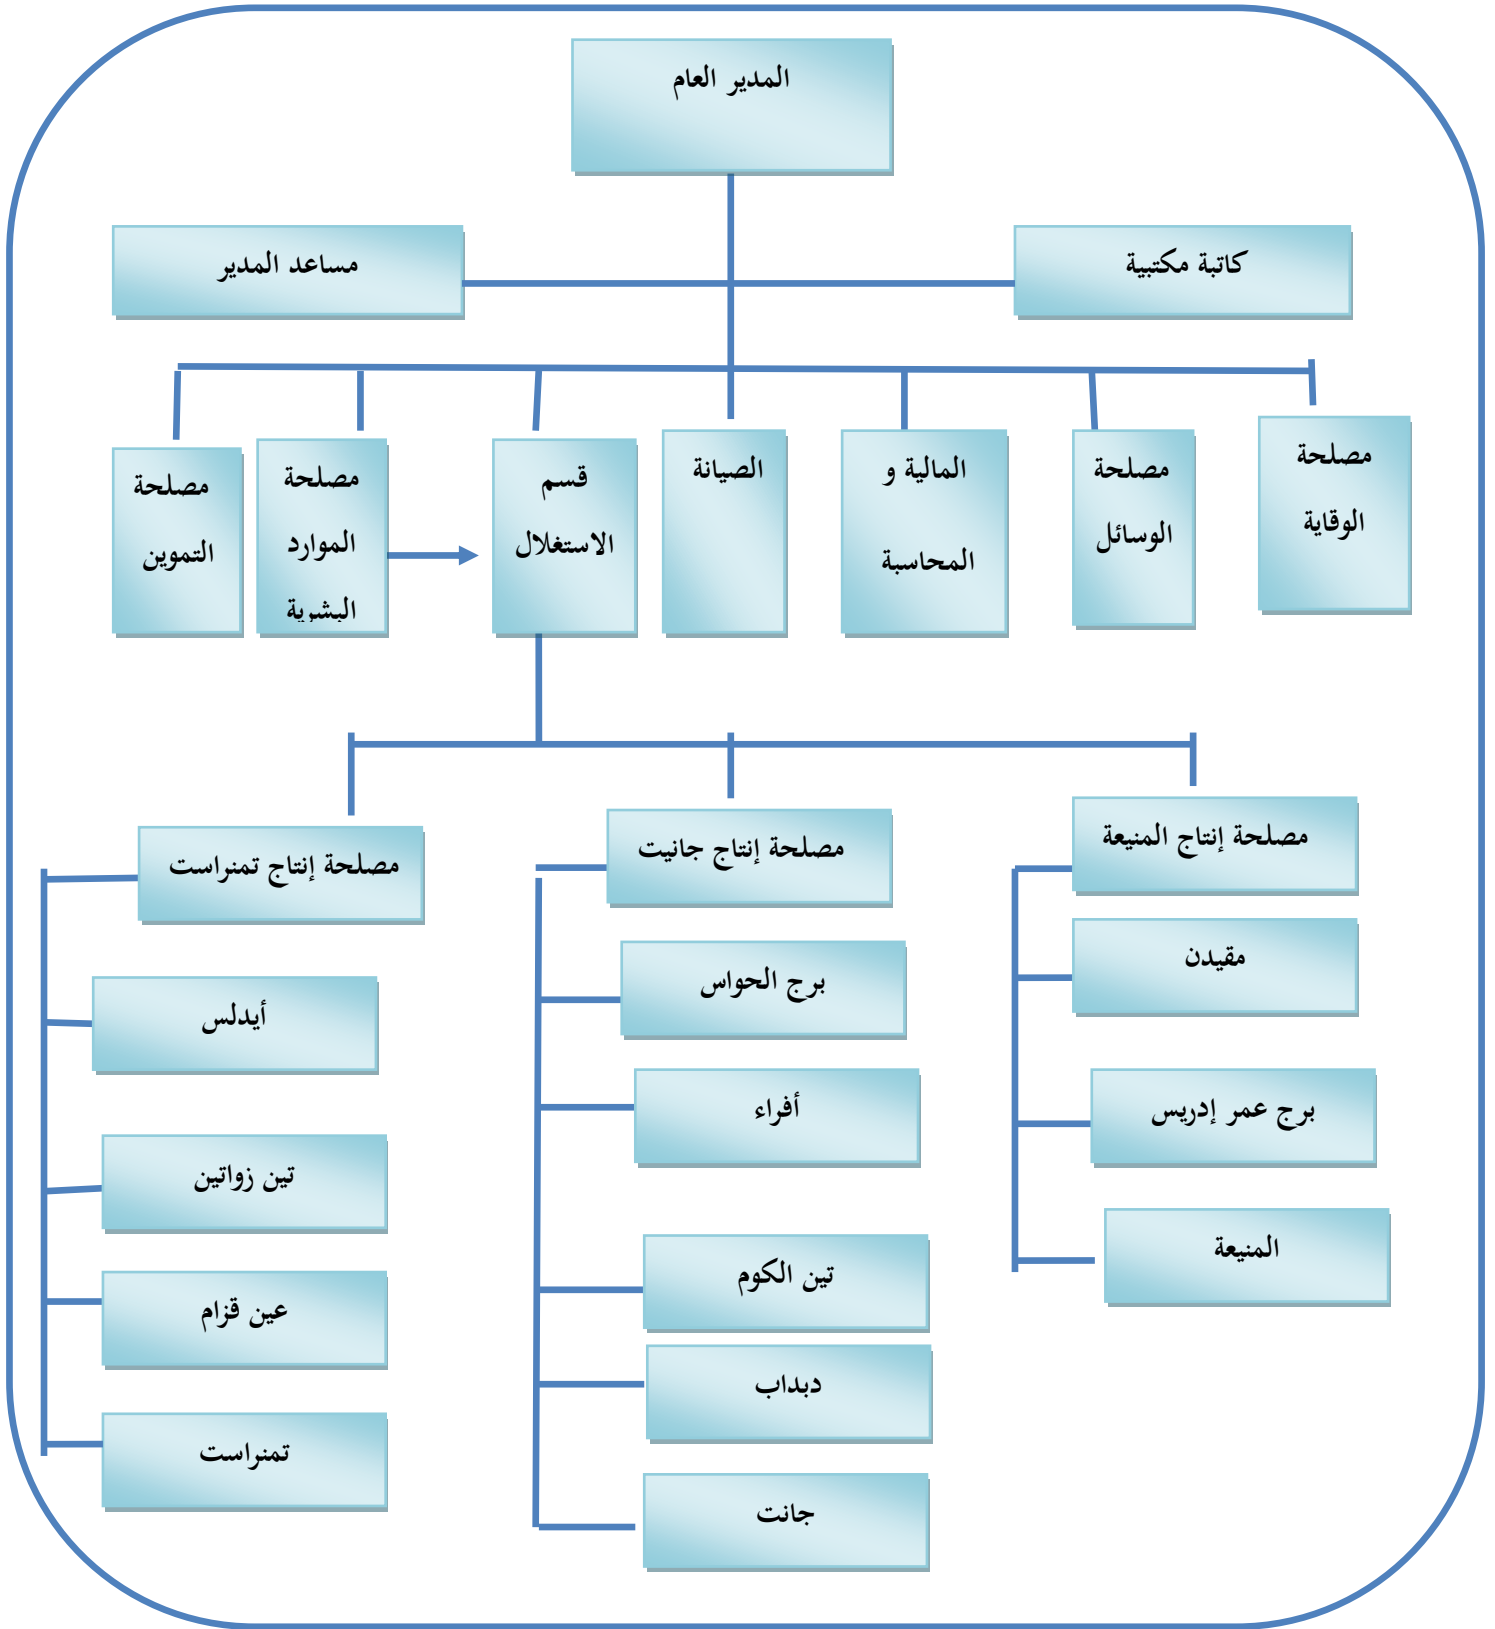 المدير العام
كاتبة مكتبية
مساعد المدير
مصلحة
الوقاية
مصلحة
الوسائل
المالية و
المحاسبة
الصيانة
قسم
الاستغلال
مصلحة
الموارد
البشرية
مصلحة
التموين
مصلحة إنتاج المنيعة
مقيدن
برج عمر إدريس
المنيعة
مصلحة إنتاج جانيت
برج الحواس
أفراء
تين الكوم
دبداب
جانت
مصلحة إنتاج تمنراست
أيدلس
تين زواتين
عين قزام
تمنراست